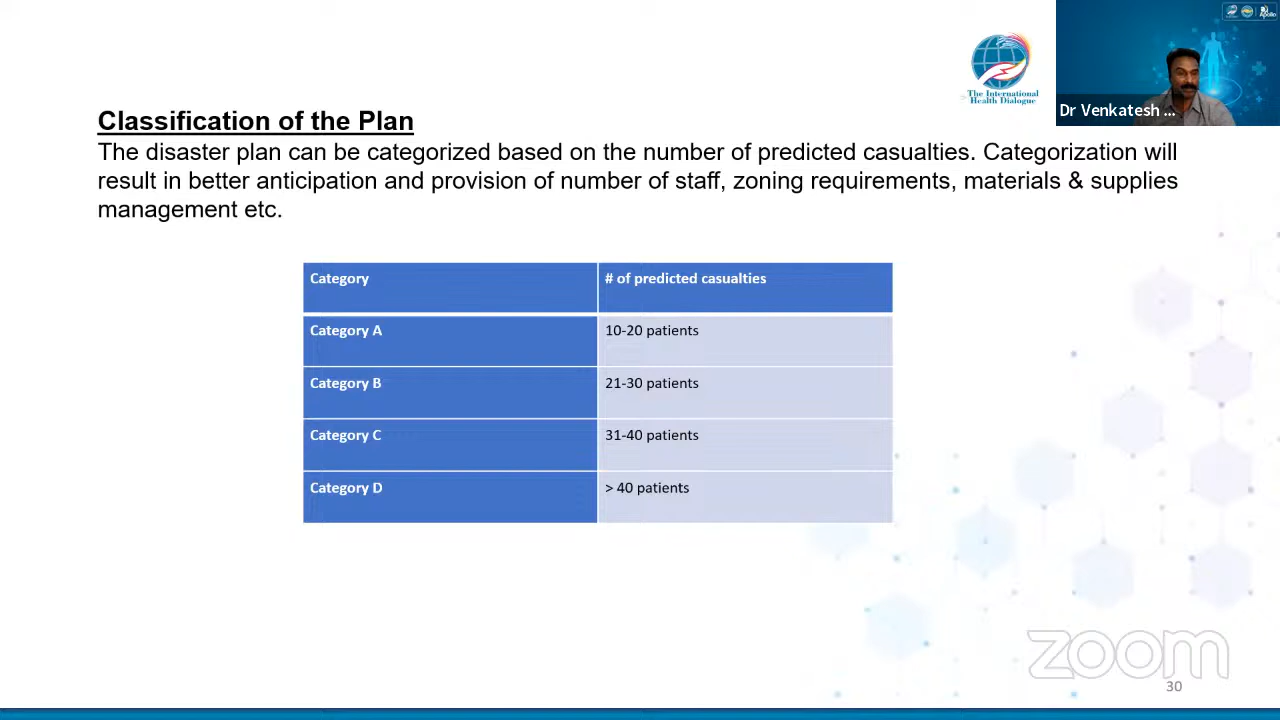 Apollo
The International
Health Dialogue
Dr Venkatesh ...
Classification of the Plan
The disaster plan can be categorized based on the number of predicted casualties. Categorization will
result in better anticipation and provision of number of staff, zoning requirements, materials & supplies
management etc.
Category # of predicted casualties
Category A 10-20 patients
Category B 21-30 patients
Category C 31-40 patients
Category D > 40 patients
zoom
30